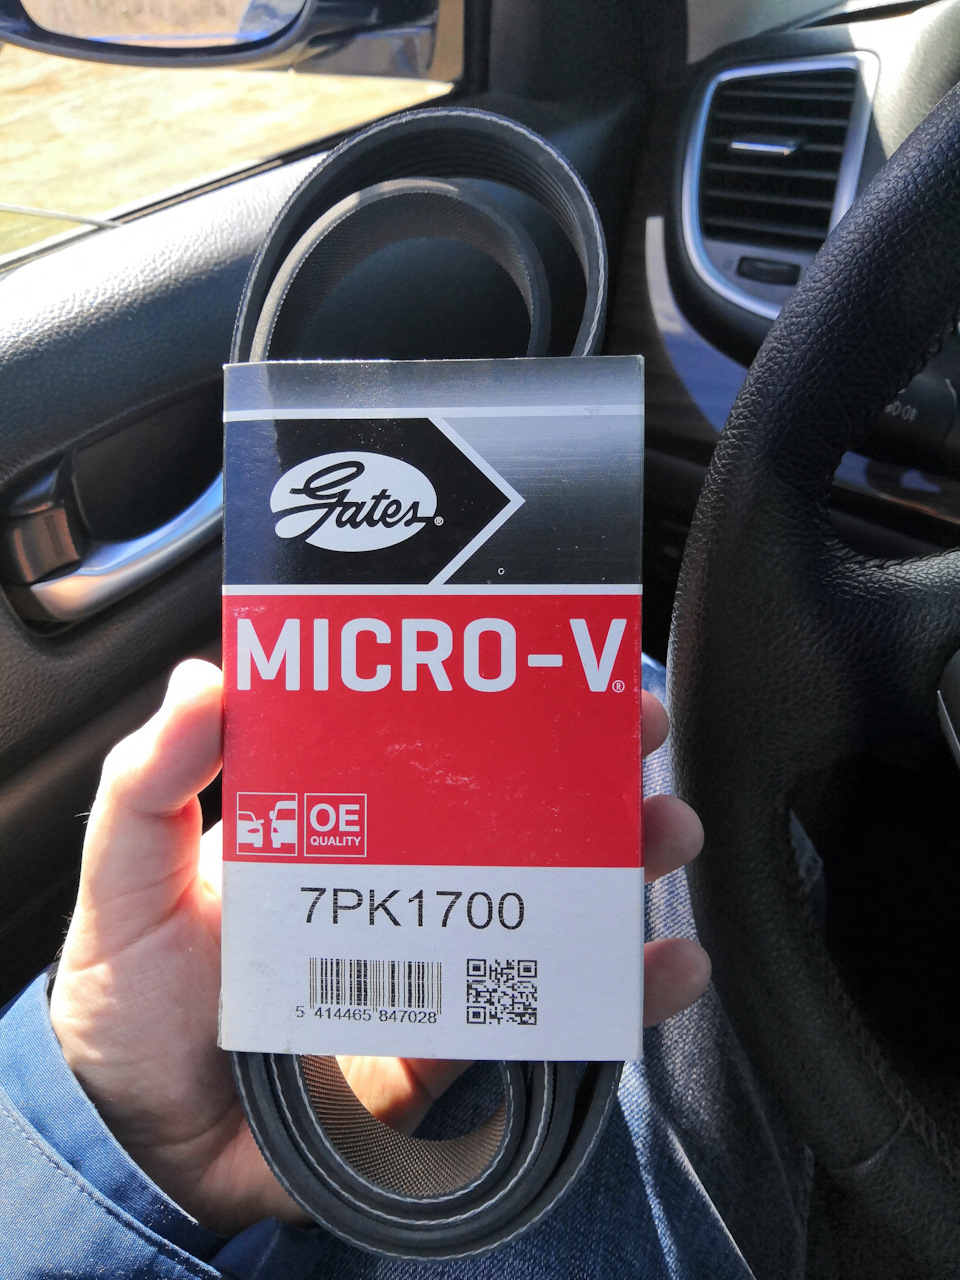 Gates®
MICRO-V®
OE
QUALITY
7PK1700
5 414465 847028